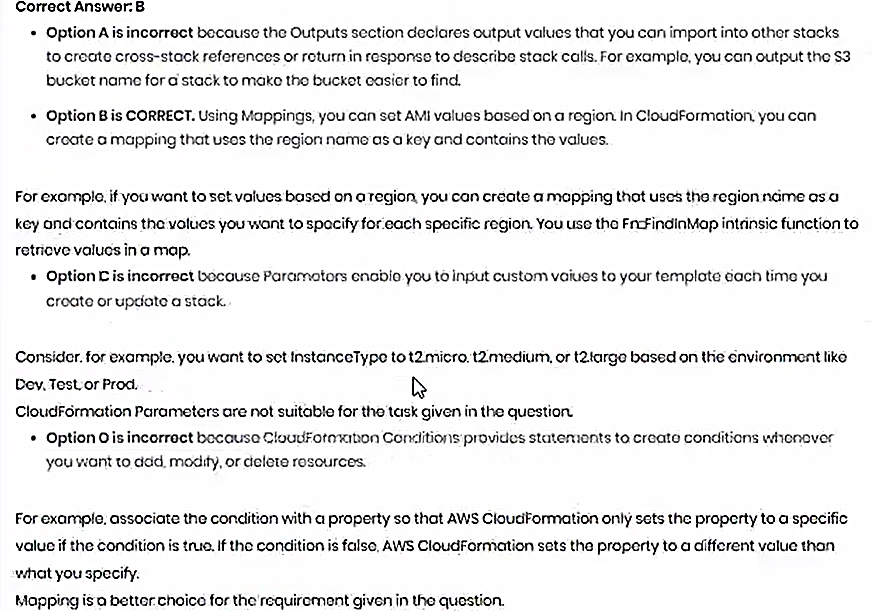 Correct Answer: B
• Option A is incorrect because the Outputs section declares output values that you can import into other stacks
to create cross-stack references or return in response to describe stack calls. For example, you can output the S3
bucket name for a stack to make the bucket easier to find.
• Option B is CORRECT. Using Mappings, you can set AMI values based on a region. In CloudFormation, you can
create a mapping that uses the region name as a key and contains the values.
For example, if you want to set values based on a region, you can create a mapping that uses the region name as a
key and contains the values you want to specify for each specific region. You use the Fn::FindInMap intrinsic function to
retrieve values in a map.
• Option C is incorrect because Parameters enable you to input custom values to your template each time you
create or update a stack.
Consider, for example, you want to set InstanceType to t2.micro, t2.medium, or t2.large based on the environment like
Dev, Test, or Prod.
CloudFormation Parameters are not suitable for the task given in the question.
• Option D is incorrect because CloudFormation Conditions provides statements to create conditions whenever
you want to add, modify, or delete resources.
For example, associate the condition with a property so that AWS CloudFormation only sets the property to a specific
value if the condition is true. If the condition is false, AWS CloudFormation sets the property to a different value than
what you specify.
Mapping is a better choice for the requirement given in the question.